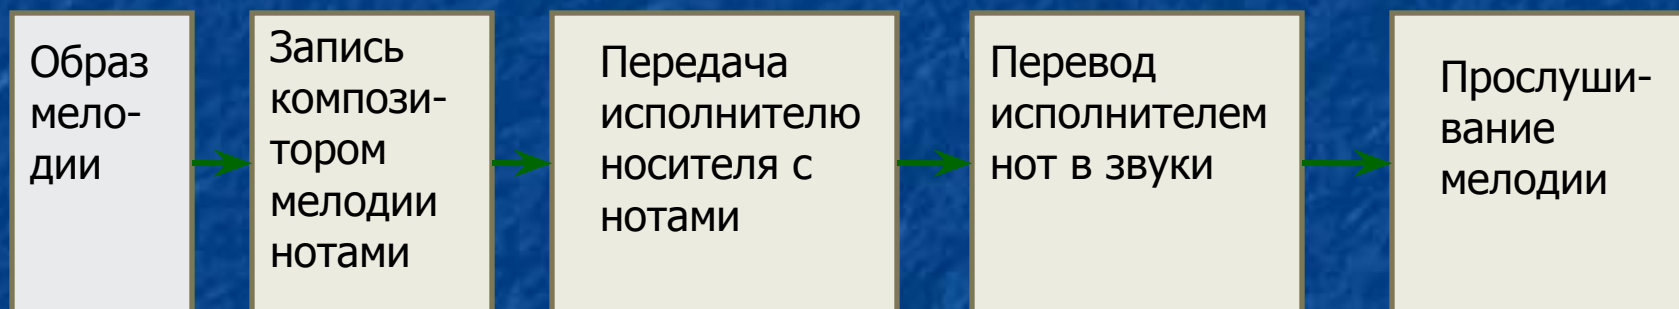 Образ
мело-
дии
Запись
компози-
тором
мелодии
нотами
Передача
исполнителю
носителя с
нотами
Перевод
исполнителем
нот в звуки
Прослуши-
вание
мелодии